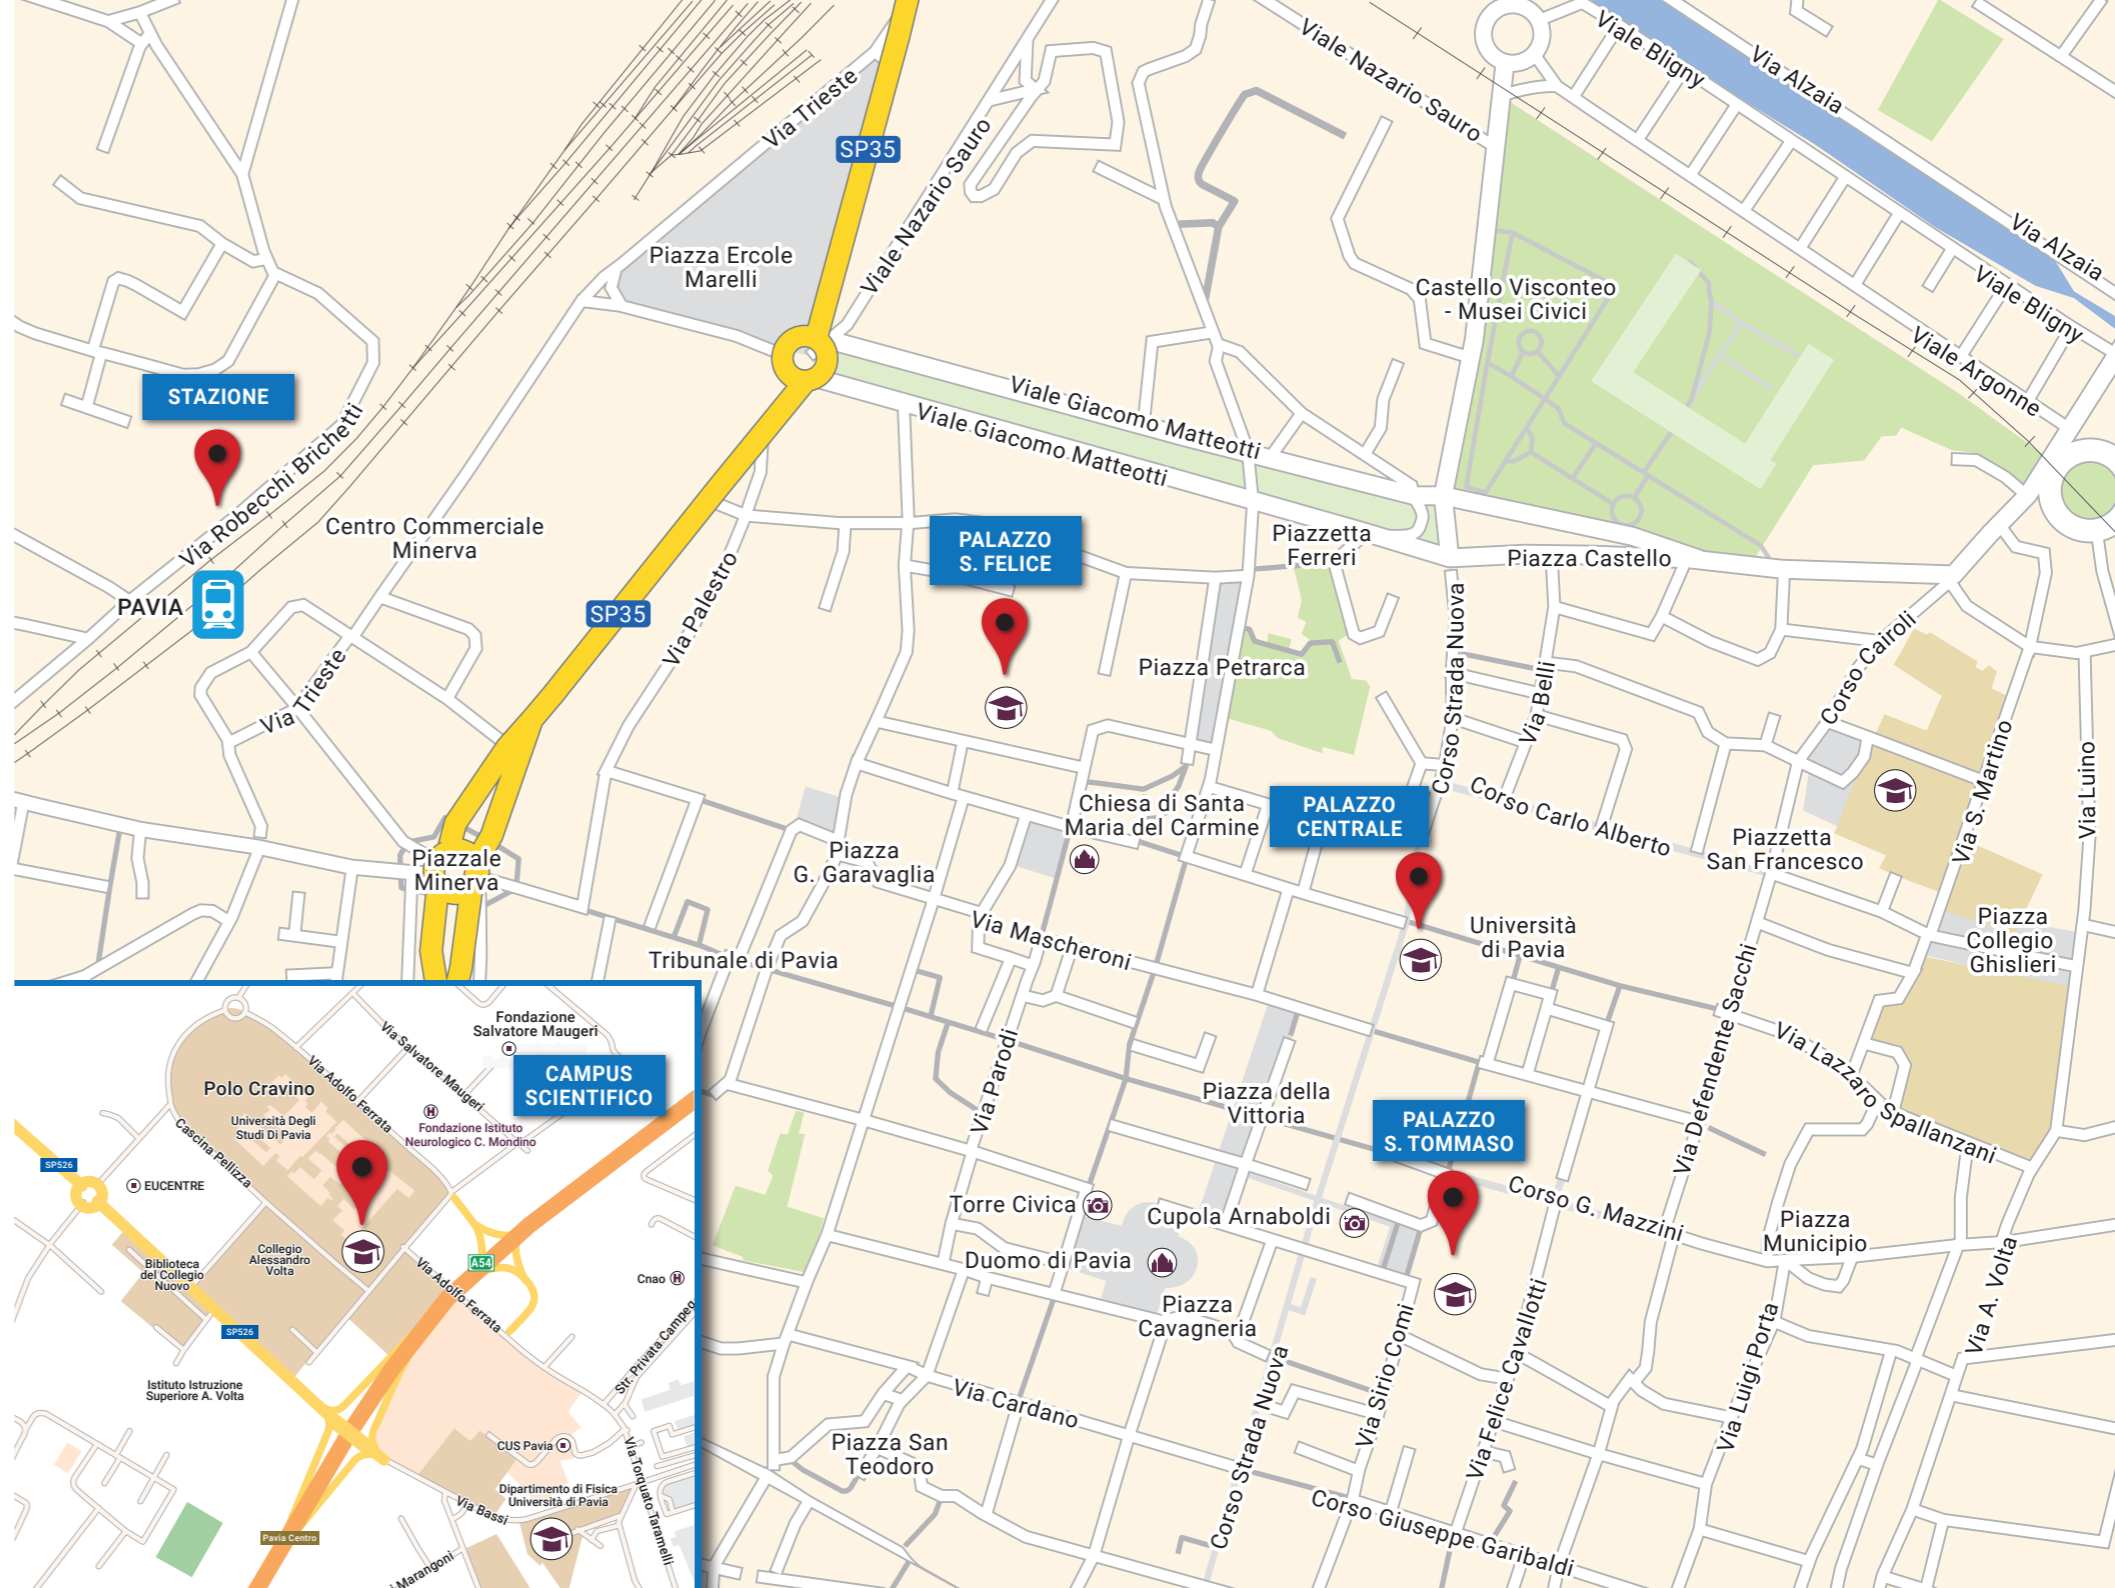 Viale Nazario Sauro
Viale Bligny
Via Alzaia
Via Trieste
SP35
Viale Nazario Sauro
Piazza Ercole
Marelli
Via Alzaia
Viale Bligny
Castello Visconteo
- Musei Civici
Viale Argonne
STAZIONE
Viale Giacomo Matteotti
Viale Giacomo Matteotti
Via Robecchi Brichetti
Centro Commerciale
Minerva
PALAZZO
S. FELICE
Piazzetta
Ferreri
Piazza Castello
PAVIA
SP35
Via Palestro
Corso Strada Nuova
Via Belli
Corso Cairoli
Piazza Petrarca
Via Trieste
Via S. Martino
Via Luino
PALAZZO
CENTRALE
Corso Carlo Alberto
Chiesa di Santa
Maria del Carmine
Piazzetta
San Francesco
Piazzale
Minerva
Piazza
G. Garavaglia
Via Mascheroni
Università
di Pavia
Piazza
Collegio
Ghislieri
Tribunale di Pavia
Via Defendente Sacchi
Via Lazzaro Spallanzani
Via Parodi
Piazza della
Vittoria
PALAZZO
S. TOMMASO
Torre Civica
Cupola Arnaboldi
Corso G. Mazzini
Piazza
Municipio
Duomo di Pavia
Via A. Volta
Piazza
Cavagneria
Via Sirio Comi
Via Felice Cavallotti
Via Luigi Porta
Corso Strada Nuova
Via Cardano
Piazza San
Teodoro
Corso Giuseppe Garibaldi
Fondazione
Salvatore Maugeri
Via Salvatore Maugeri
CAMPUS
SCIENTIFICO
Via Adolfo Ferrata
Polo Cravino
Università Degli
Studi Di Pavia
Fondazione Istituto
Neurologico C. Mondino
H
Cascina Pellizza
SP526
EUCENTRE
Collegio
Alessandro
Volta
Biblioteca
del Collegio
Nuovo
A54
Via Adolfo Ferrata
Cnao H
SP526
Str. Privata Campeg
Istituto Istruzione
Superiore A. Volta
CUS Pavia
Via Torquato Taramelli
Dipartimento di Fisica
Università di Pavia
Via Bassi
Pavia Centro
i Marangoni